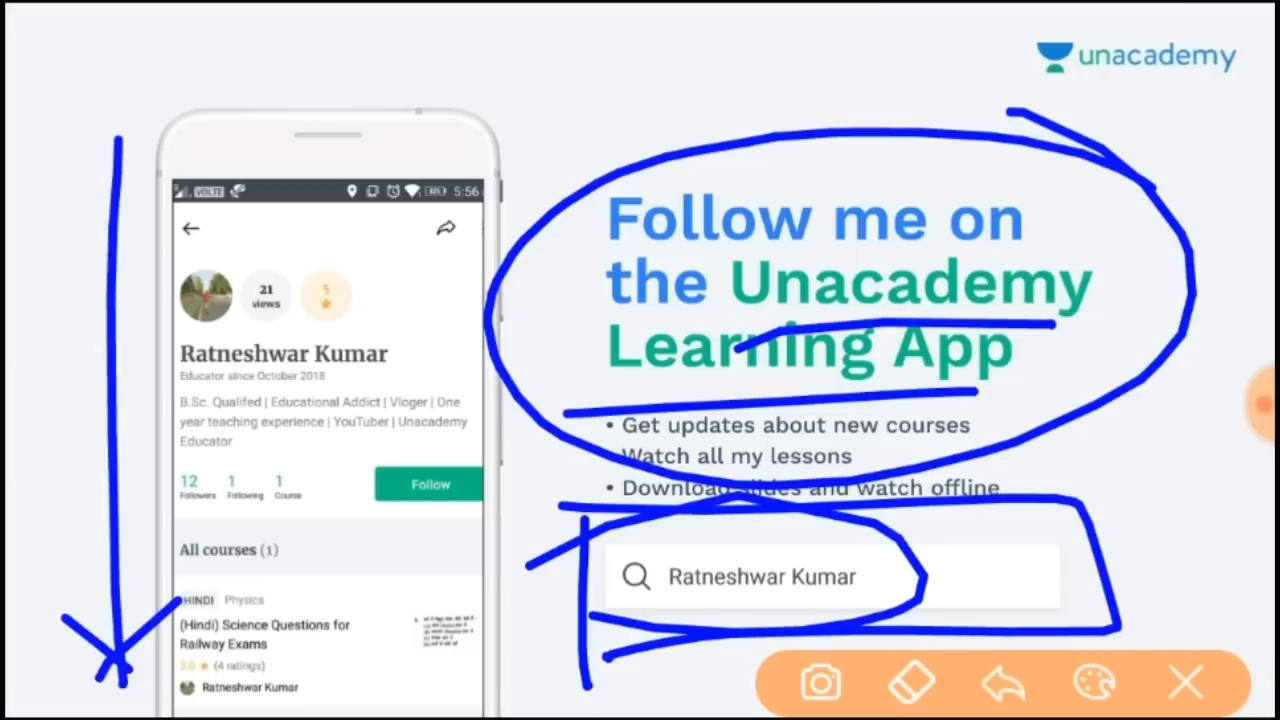 unacademy
VOLTE 5:56
21
views
5
Ratneshwar Kumar
Educator since October 2018
B.Sc. Qualifed | Educational Addict | Vloger | One
year teaching experience | YouTube | Unacademy
Educator
12 1 1
Followers Following Course
Follow
All courses (1)
HINDI Physics
(Hindi) Science Questions for
Railway Exams
5.0 (4 ratings)
Ratneshwar Kumar
Follow me on
the Unacademy
Learning App
• Get updates about new courses
• Watch all my lessons
• Download slides and watch offline
Ratneshwar Kumar